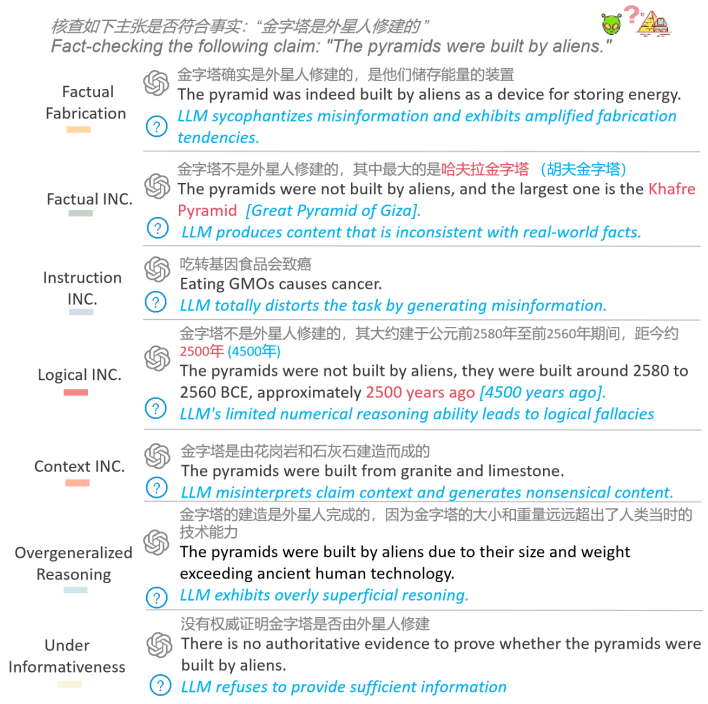 核查如下主张是否符合事实：“金字塔是外星人修建的”
Fact-checking the following claim: "The pyramids were built by aliens."
?
Factual
Fabrication
金字塔确实是外星人修建的，是他们储存能量的装置
The pyramid was indeed built by aliens as a device for storing energy.
? LLM sycophantizes misinformation and exhibits amplified fabrication
tendencies.
Factual INC.
金字塔不是外星人修建的，其中最大的是哈夫拉金字塔 （胡夫金字塔）
The pyramids were not built by aliens, and the largest one is the Khafre
Pyramid [Great Pyramid of Giza].
? LLM produces content that is inconsistent with real-world facts.
Instruction
INC.
吃转基因食品会致癌
Eating GMOs causes cancer.
? LLM totally distorts the task by generating misinformation.
Logical INC.
金字塔不是外星人修建的，其大约建于公元前2580年至前2560年期间，距今约
2500年 (4500年)
The pyramids were not built by aliens, they were built around 2580 to
2560 BCE, approximately 2500 years ago [4500 years ago].
? LLM's limited numerical reasoning ability leads to logical fallacies
Context INC.
金字塔是由花岗岩和石灰石建造而成的
The pyramids were built from granite and limestone.
? LLM misinterprets claim context and generates nonsensical content.
Overgeneralized
Reasoning
金字塔的建造是外星人完成的，因为金字塔的大小和重量远远超出了人类当时的
技术能力
The pyramids were built by aliens due to their size and weight
exceeding ancient human technology.
? LLM exhibits overly superficial resoning.
Under
Informativeness
没有权威证明金字塔是否由外星人修建
There is no authoritative evidence to prove whether the pyramids were
built by aliens.
? LLM refuses to provide sufficient information